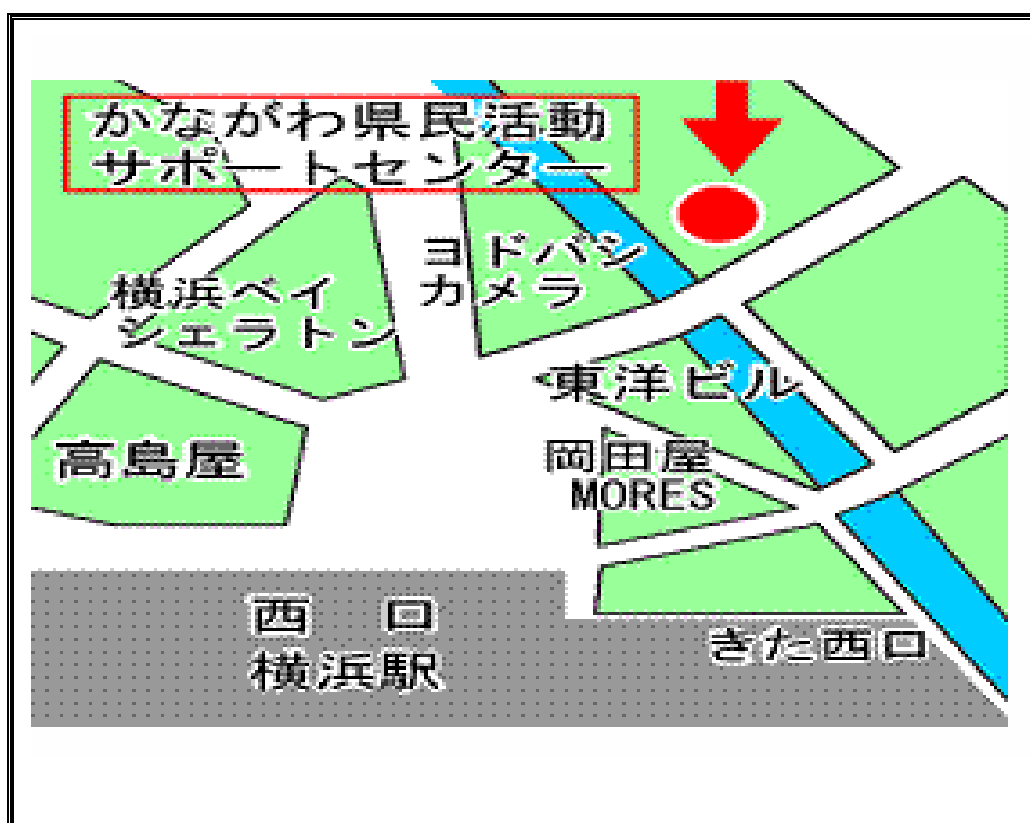 かながわ県民活動
サポートセンター
ヨドバシ
カメラ
横浜ベイ
シェラトン
東洋ビル
高島屋
岡田屋
MORES
西 口
横浜駅
きた西口